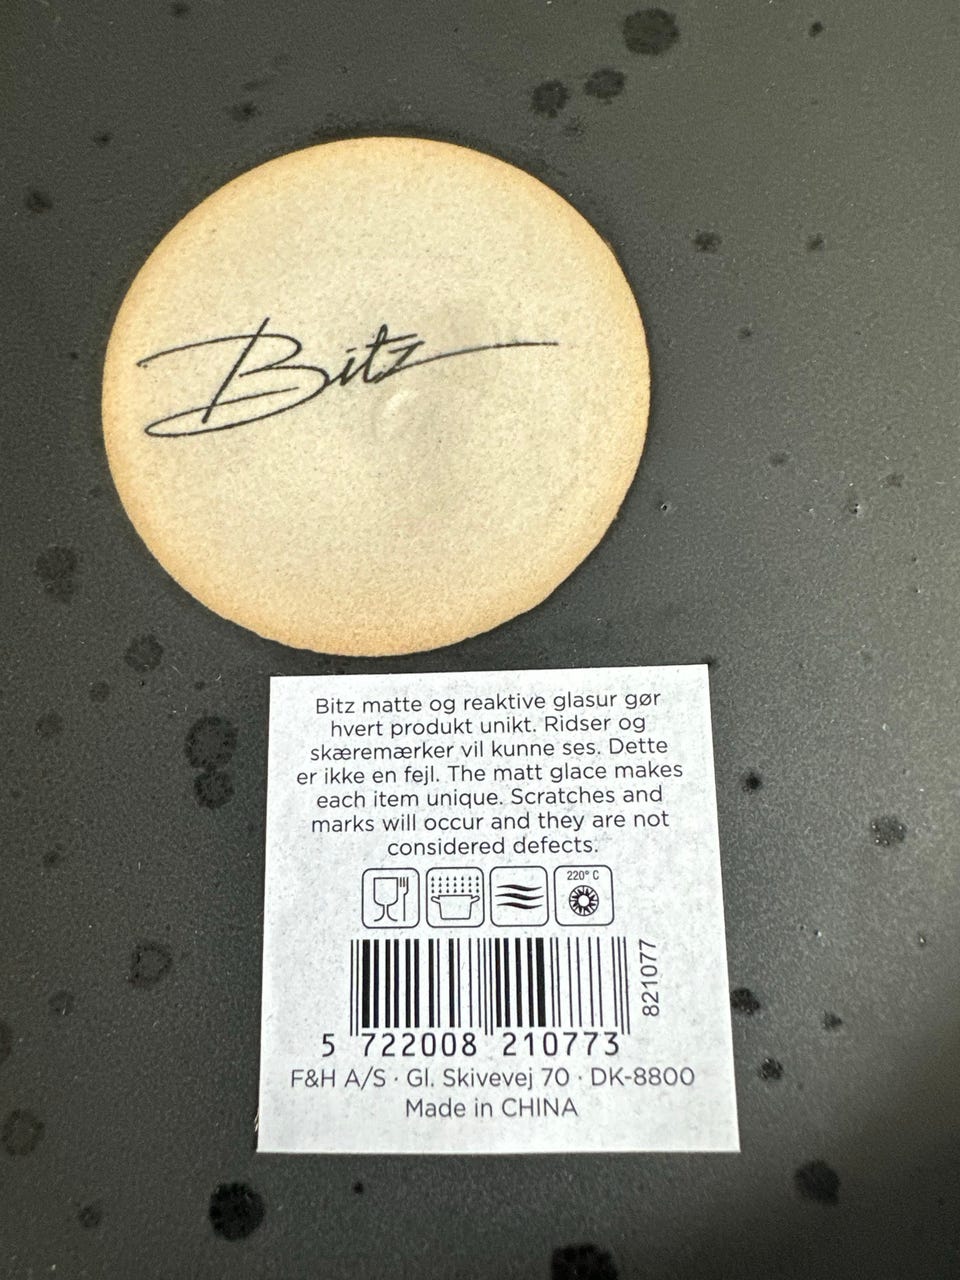 Bitz
Bitz matte og reaktive glasur gør
hvert produkt unikt. Ridser og
skæremærker vil kunne ses. Dette
er ikke en fejl. The matt glace makes
each item unique. Scratches and
marks will occur and they are not
considered defects.
220° C
821077
5 722008 210773
F&H A/S · Gl. Skivevej 70 · DK-8800
Made in CHINA